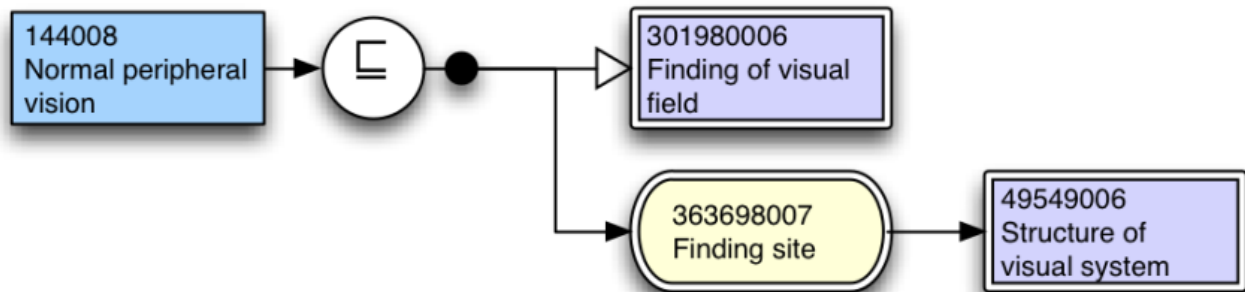 144008
Normal peripheral
vision
⊑
301980006
Finding of visual
field
363698007
Finding site
49549006
Structure of
visual system